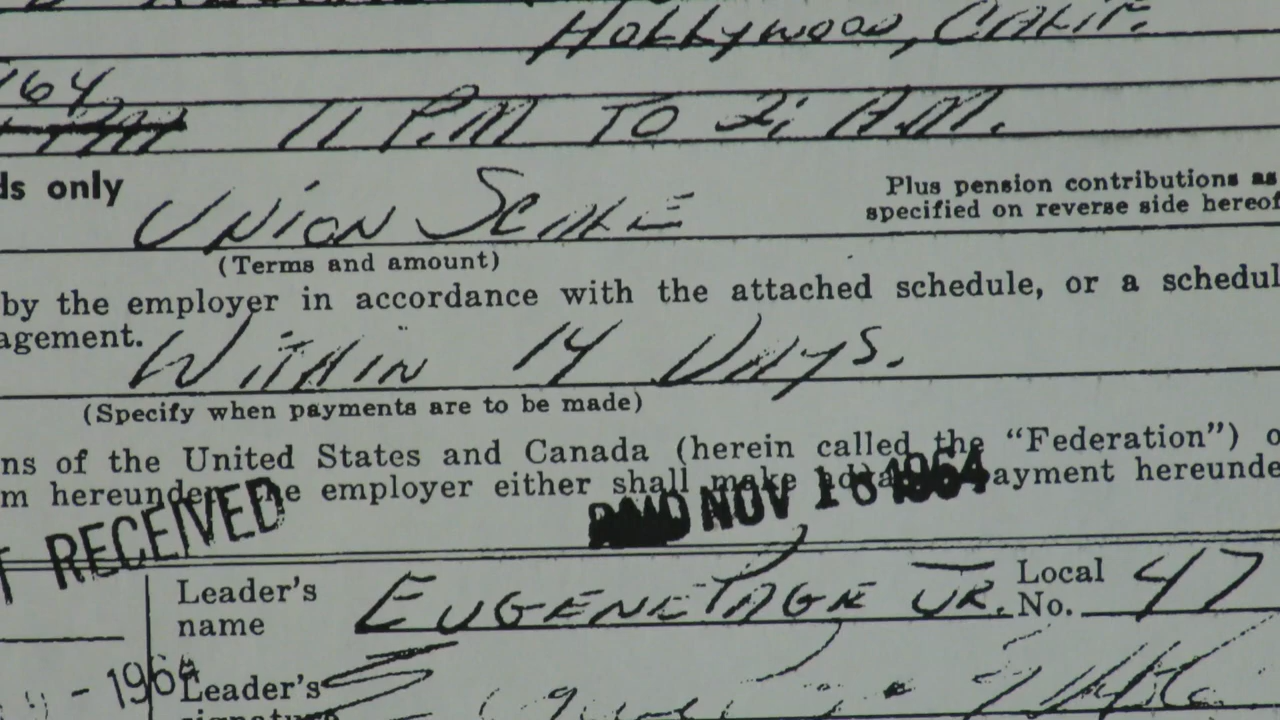 Hollywood, Calif.
/64
11 P.M TO 2; A.M.
ds only
Union Scale
Plus pension contributions as
specified on reverse side hereof
(Terms and amount)
by the employer in accordance with the attached schedule, or a schedul
agement.
Within 14 Days.
(Specify when payments are to be made)
ns of the United States and Canada (herein called the “Federation”) o
m hereunder the employer either shall make advance payment hereunde
T RECEIVED
PAID NOV 18 1964
Leader's name
Eugene Page Jr.
Local No. 47
- 1964
Leader's signature